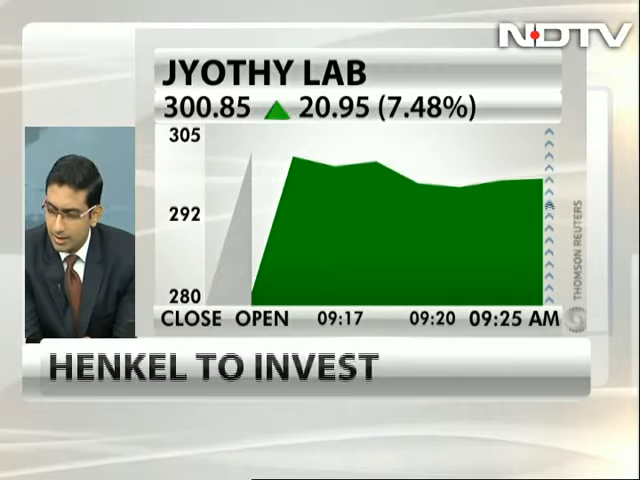 NDTV
JYOTHY LAB
300.85 ▲ 20.95 (7.48%)
305
292
280
CLOSE OPEN 09:17 09:20 09:25 AM
THOMSON REUTERS
HENKEL TO INVEST